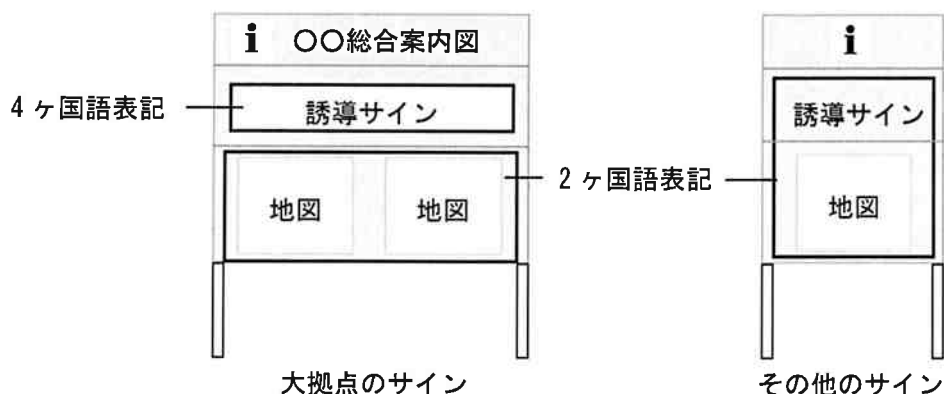 i ○○総合案内図
i
4ヶ国語表記
誘導サイン
誘導サイン
2ヶ国語表記
地図
地図
地図
大拠点のサイン
その他のサイン